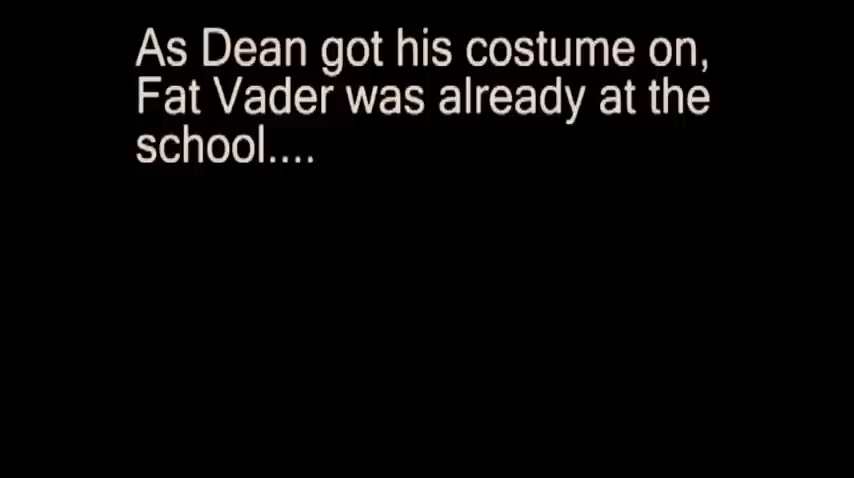 As Dean got his costume on,
Fat Vader was already at the
school....